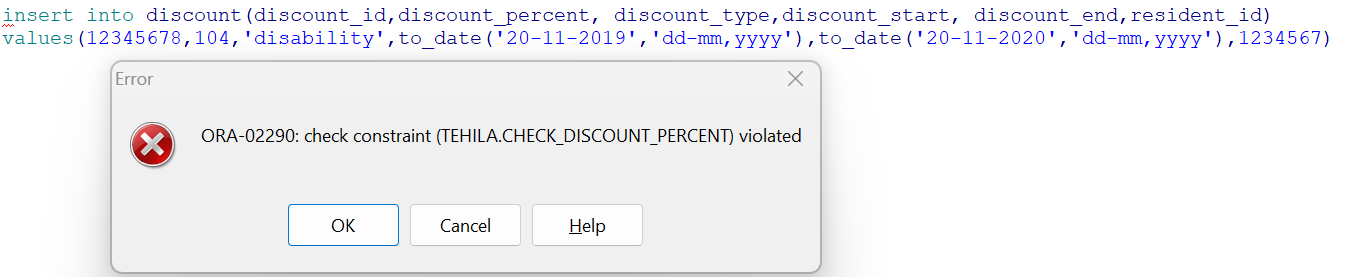 insert into discount(discount_id,discount_percent, discount_type,discount_start, discount_end,resident_id)
values(12345678,104,'disability',to_date('20-11-2019','dd-mm,yyyy'),to_date('20-11-2020','dd-mm,yyyy'),1234567)
Error
ORA-02290: check constraint (TEHILA.CHECK_DISCOUNT_PERCENT) violated
OK Cancel Help